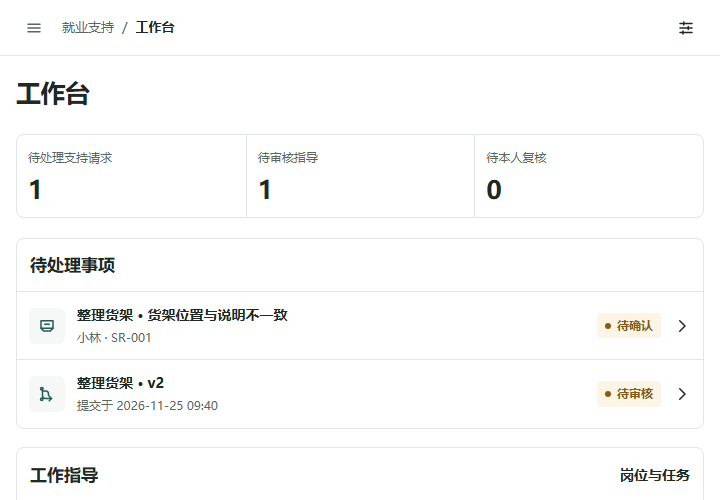 就业支持 / 工作台
工作台
待处理支持请求
1
待审核指导
1
待本人复核
0
待处理事项
整理货架 • 货架位置与说明不一致
小林 · SR-001
待确认
整理货架 • v2
提交于 2026-11-25 09:40
待审核
工作指导
岗位与任务